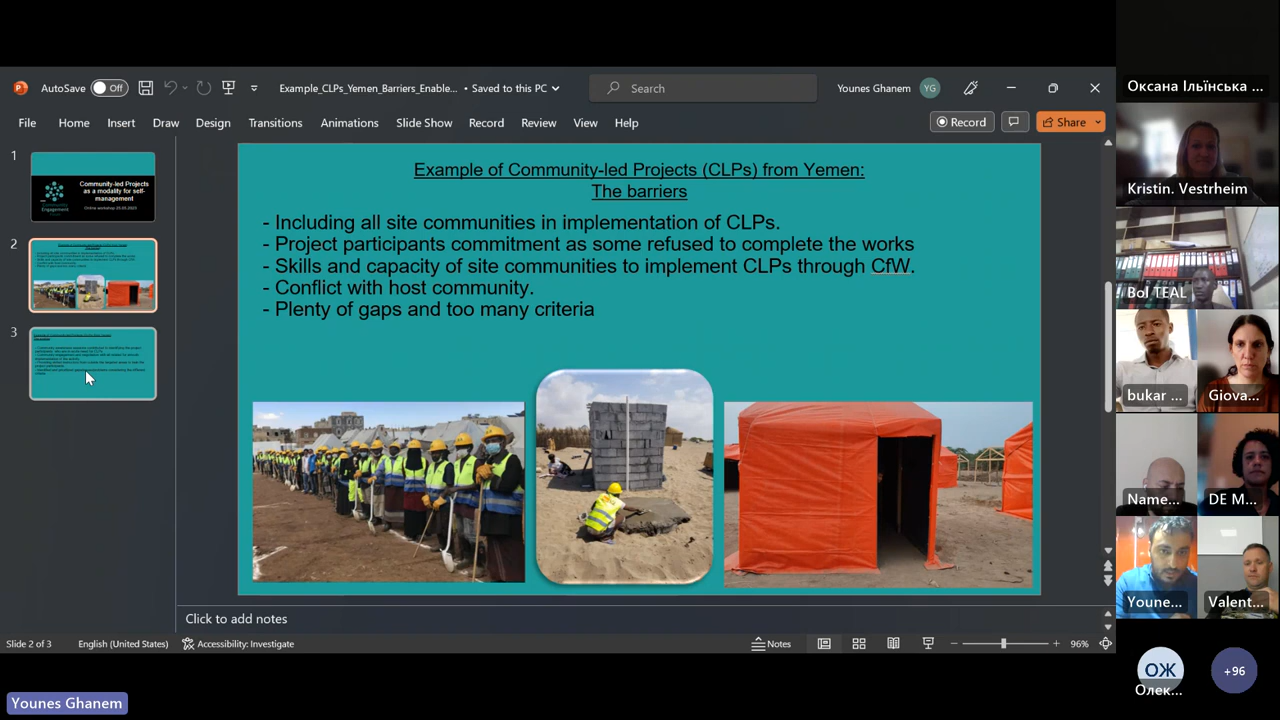 AutoSave
Off
Example_CLPs_Yemen_Barriers_Enable... • Saved to this PC
Search
Younes Ghanem
YG
File
Home
Insert
Draw
Design
Transitions
Animations
Slide Show
Record
Review
View
Help
Record
Share
1
Community-led Projects
as a modality for self-
management
Community
Engagement
2
3
Example of Community-led Projects (CLPs) from Yemen:
The barriers
- Including all site communities in implementation of CLPs.
- Project participants commitment as some refused to complete the works
- Skills and capacity of site communities to implement CLPs through CfW.
- Conflict with host community.
- Plenty of gaps and too many criteria
Click to add notes
Slide 2 of 3
English (United States)
Accessibility: Investigate
Notes
96%
Оксана Ільїнська ...
Kristin. Vestrheim
Bol TEAL
bukar ...
Giova...
Name...
DE M...
Youne...
Valent...
ОЖ
Олек...
+96
Younes Ghanem